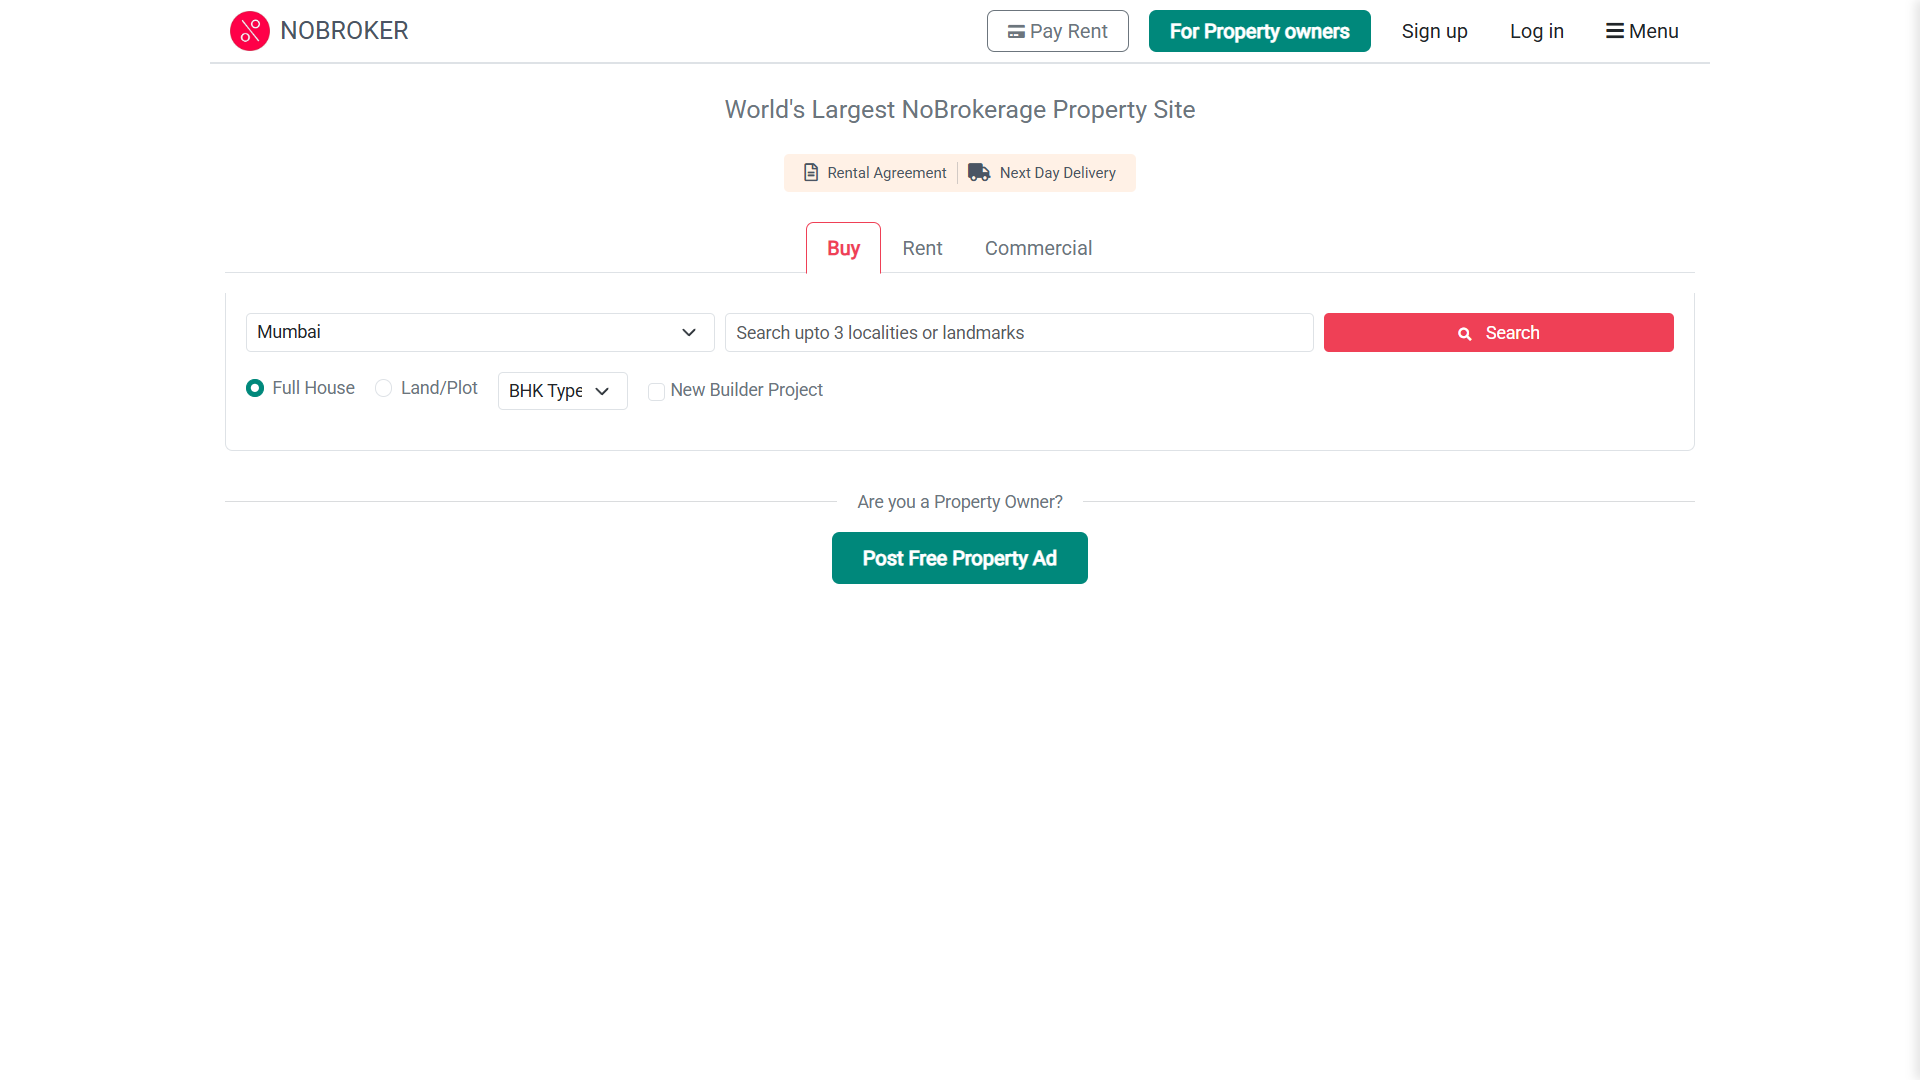 NOBROKER
Pay Rent
For Property owners
Sign up
Log in
Menu
World's Largest NoBrokerage Property Site
Rental Agreement
Next Day Delivery
Buy
Rent
Commercial
Mumbai
Search upto 3 localities or landmarks
Search
Full House
Land/Plot
BHK Type
New Builder Project
Are you a Property Owner?
Post Free Property Ad